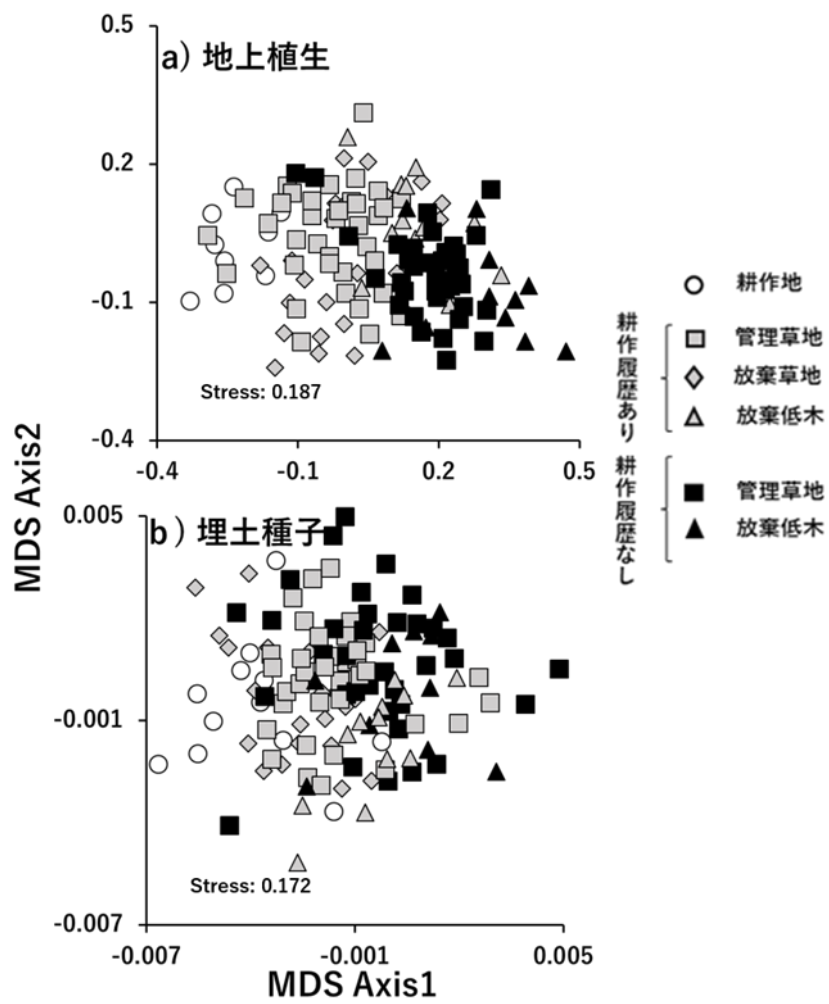 0.5
a) 地上植生
0.2
-0.1
Stress: 0.187
-0.4
-0.4 -0.1 0.2 0.5
MDS Axis2
耕作地
耕作履歴あり
管理草地
放棄草地
放棄低木
耕作履歴なし
管理草地
放棄低木
0.005
b) 埋土種子
-0.001
Stress: 0.172
-0.007
-0.007 -0.001 0.005
MDS Axis1